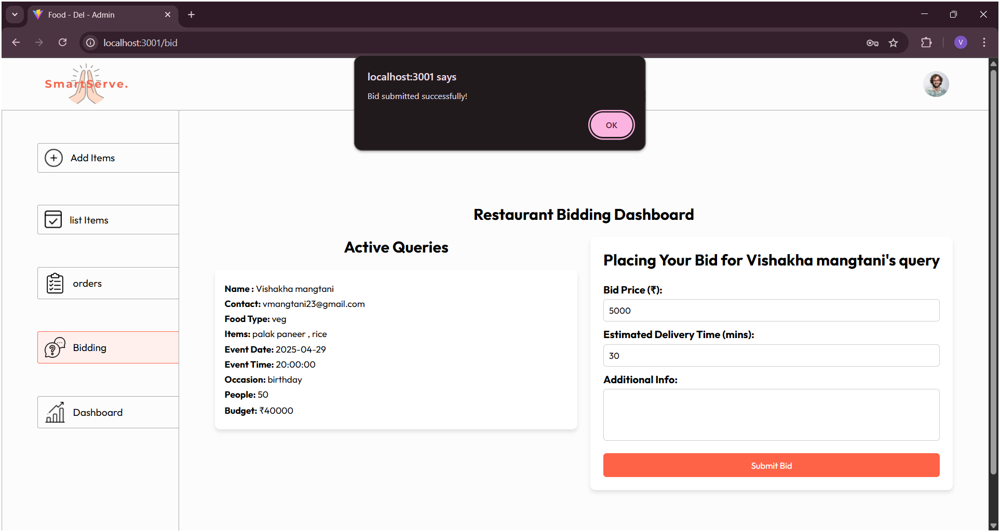 Food - Del - Admin
localhost:3001/bid
V
localhost:3001 says
Bid submitted successfully!
OK
SmartServe.
Add Items
list Items
orders
Bidding
Dashboard
Restaurant Bidding Dashboard
Active Queries
Name : Vishakha mangtani
Contact: vmangtani23@gmail.com
Food Type: veg
Items: palak paneer , rice
Event Date: 2025-04-29
Event Time: 20:00:00
Occasion: birthday
People: 50
Budget: ₹40000
Placing Your Bid for Vishakha mangtani's query
Bid Price (₹):
5000
Estimated Delivery Time (mins):
30
Additional Info:
Submit Bid